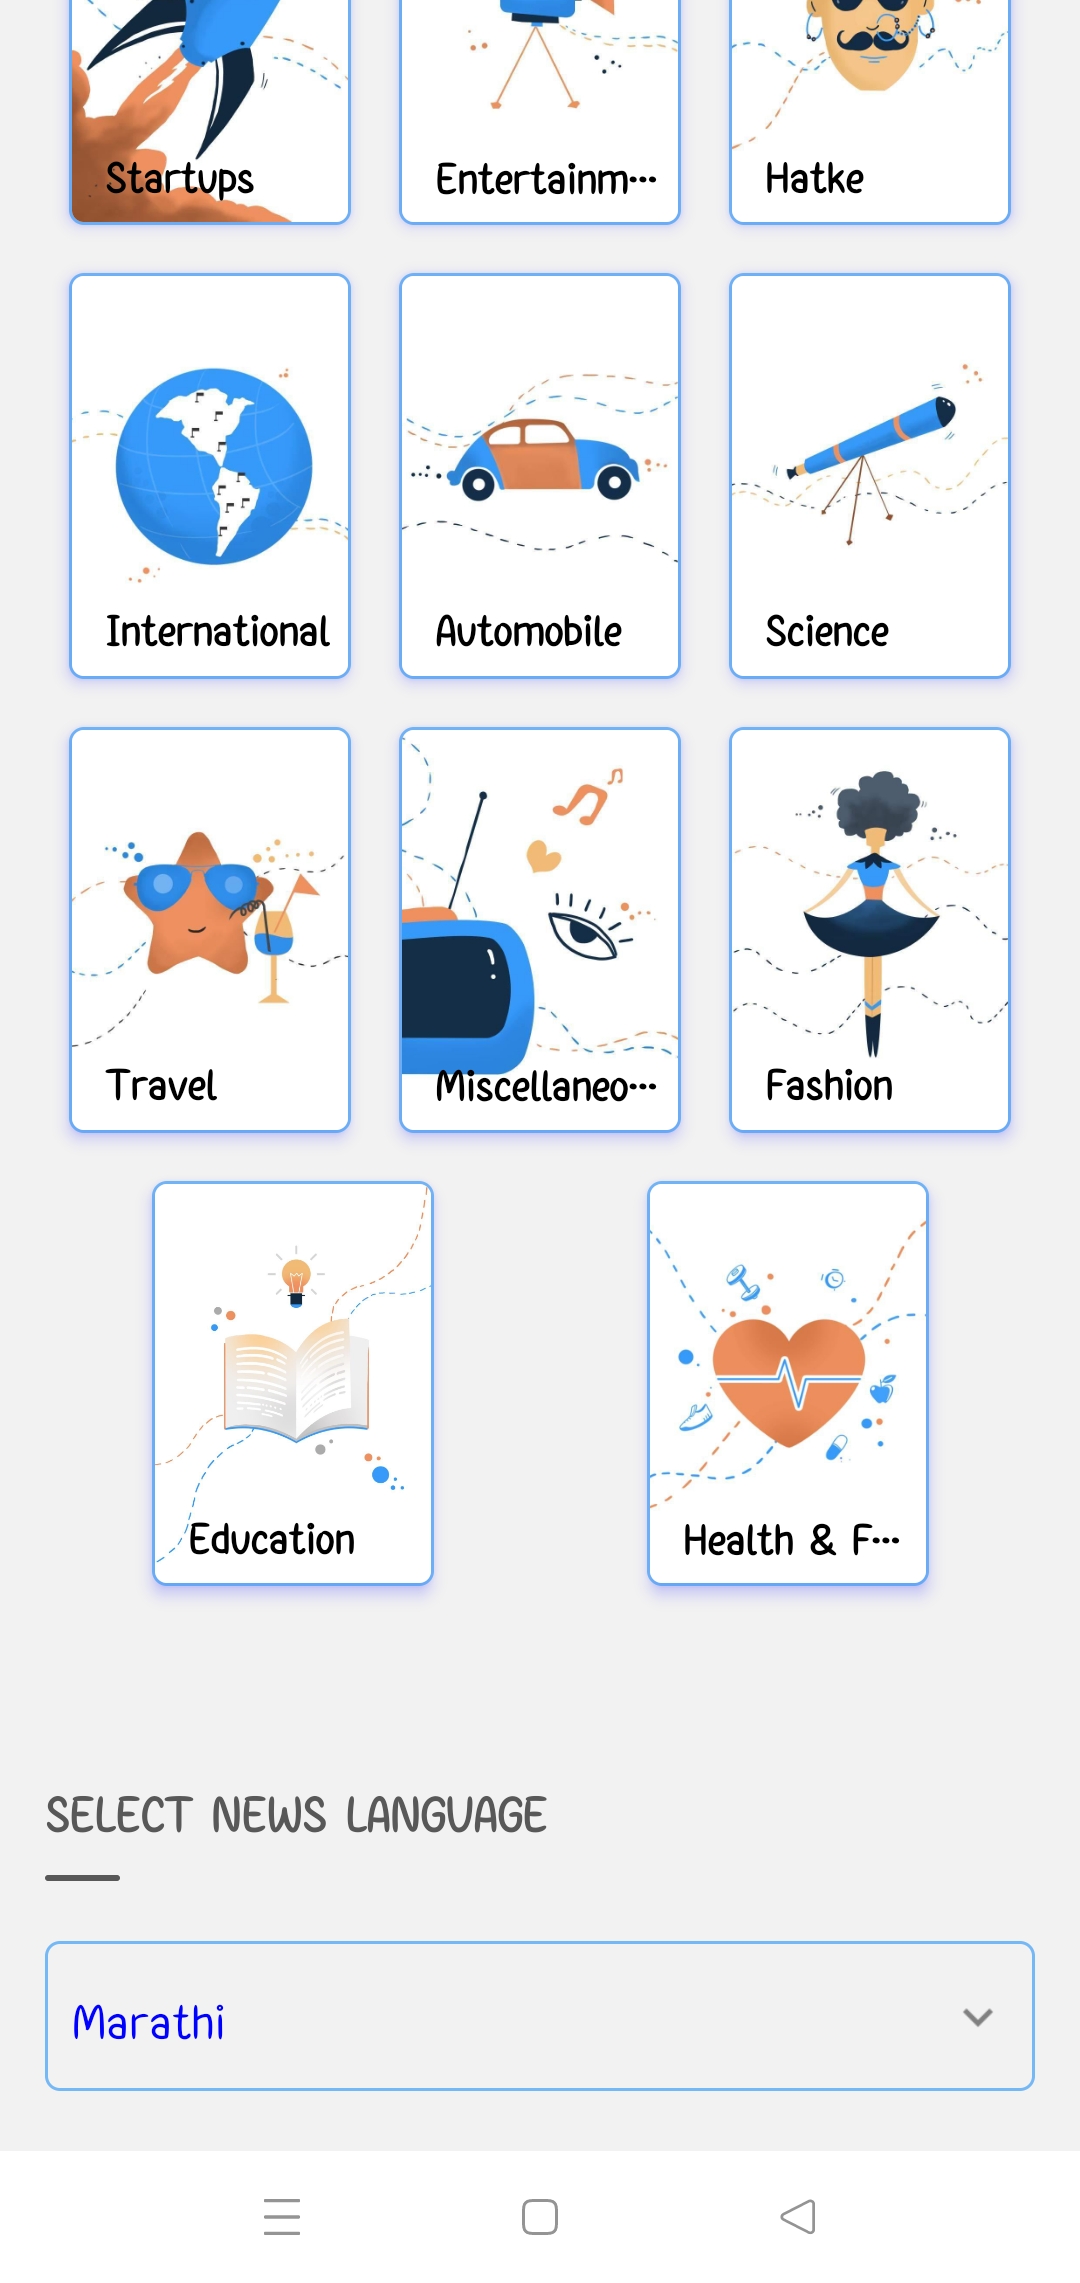 Startups
Entertainm...
Hatke
International
Automobile
Science
Travel
Miscellaneo...
Fashion
Education
Health & F...
SELECT NEWS LANGUAGE
Marathi